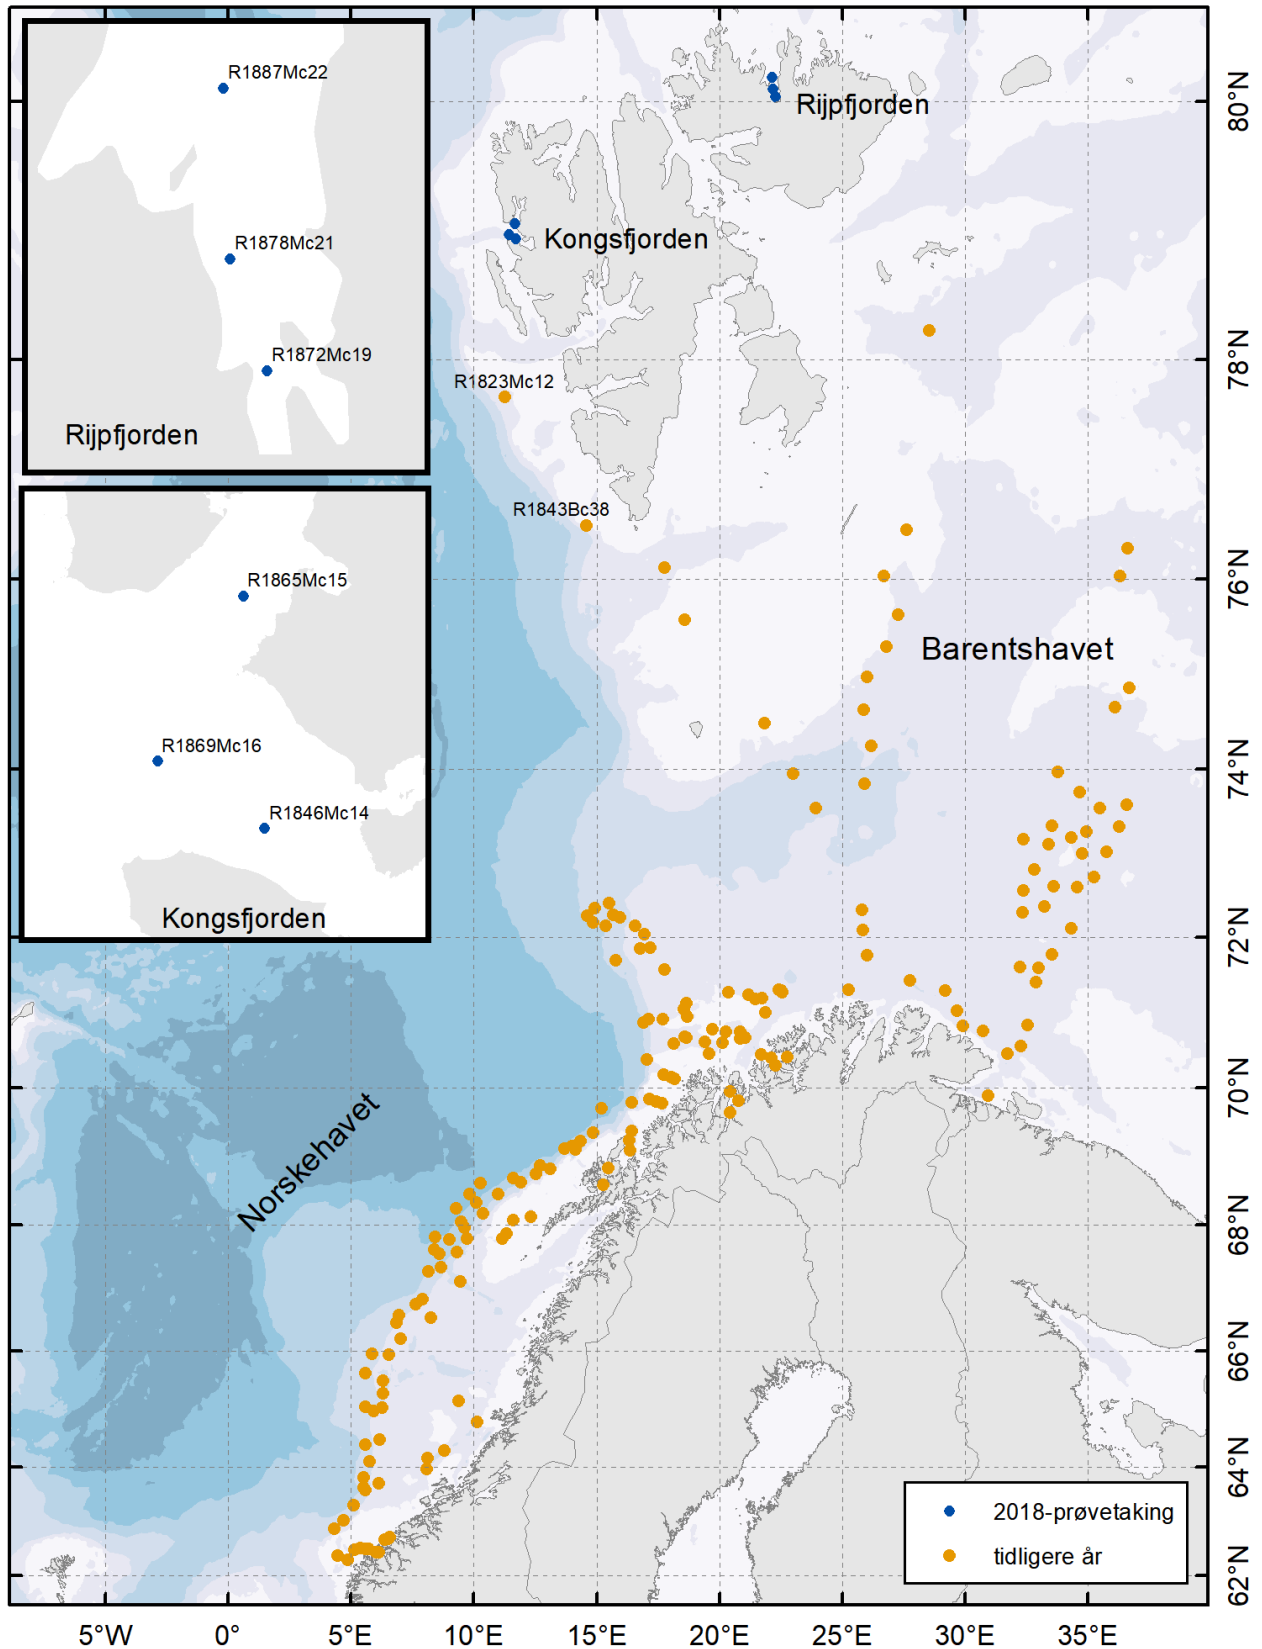 R1887Mc22
R1878Mc21
R1872Mc19
Rijpfjorden
R1865Mc15
R1869Mc16
R1846Mc14
Kongsfjorden
Rijpfjorden
Kongsfjorden
R1823Mc12
R1843Bc38
Barentshavet
Norskehavet
80°N
78°N
76°N
74°N
72°N
70°N
68°N
66°N
64°N
62°N
2018-prøvetaking
tidligere år
5°W 0° 5°E 10°E 15°E 20°E 25°E 30°E 35°E